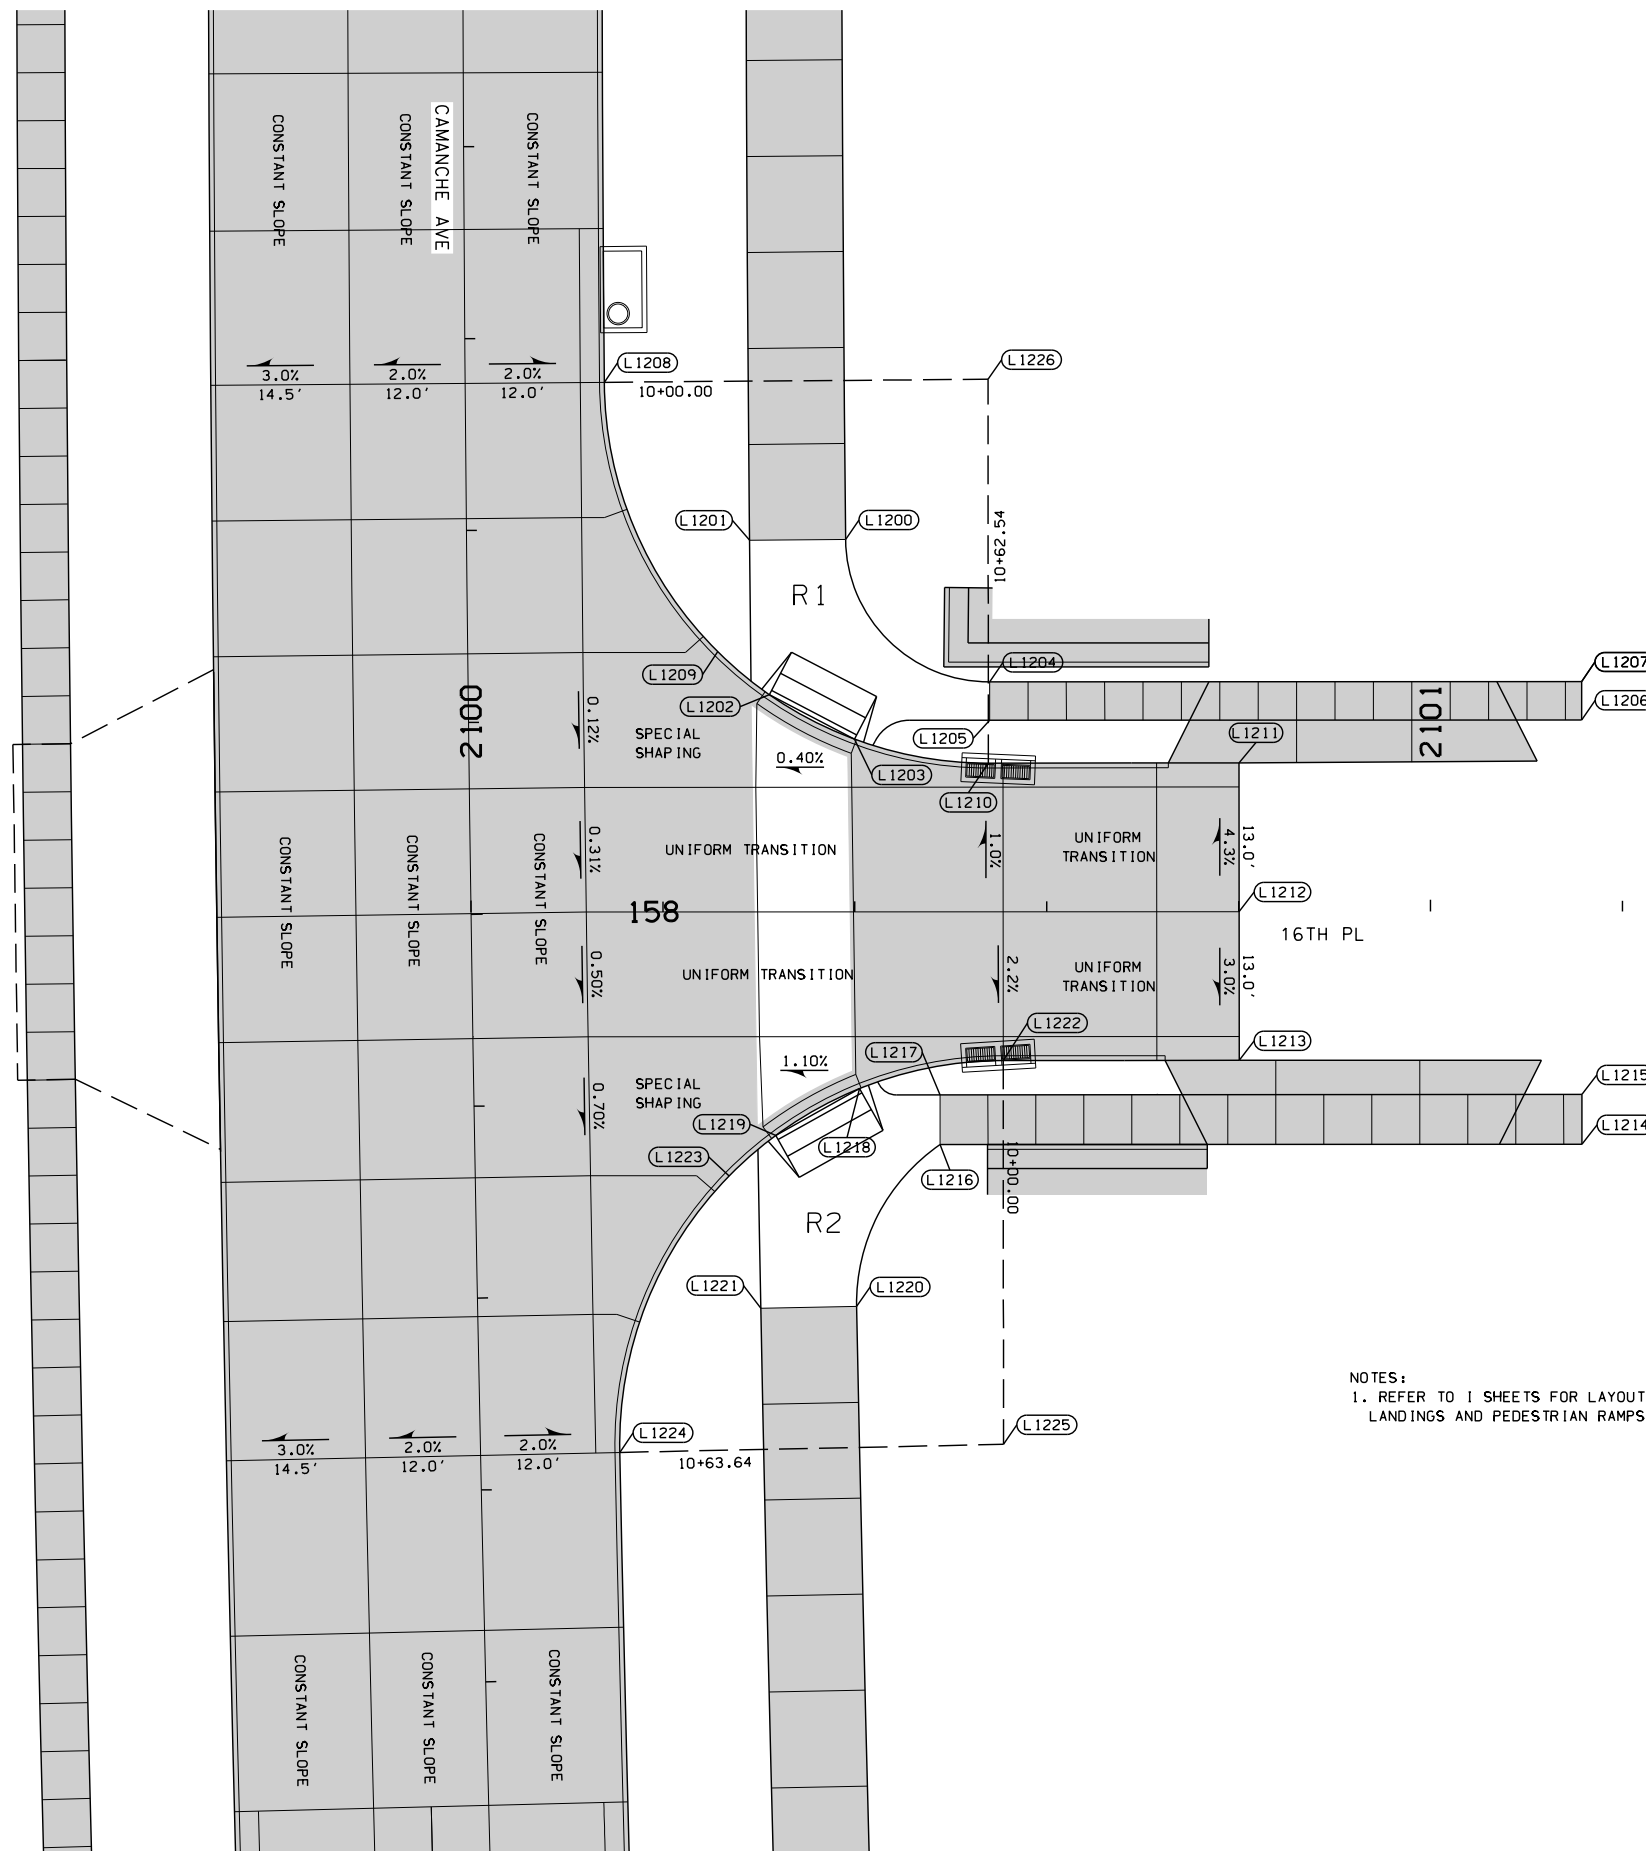 CONSTANT SLOPE
CONSTANT SLOPE
CAMANCHE AVE
CONSTANT SLOPE
3.0%
14.5'
2.0%
12.0'
2.0%
12.0'
L1208
10+00.00
L1226
L1201
L1200
10+62.54
R1
L1209
L1202
L1204
L1207
L1206
2100
0.12%
SPECIAL
SHAPING
0.40%
L1203
L1205
L1210
L1211
2101
CONSTANT SLOPE
CONSTANT SLOPE
CONSTANT SLOPE
0.31%
UNIFORM TRANSITION
1.0%
UNIFORM
TRANSITION
4.3%
13.0'
L1212
158
16TH PL
0.50%
UNIFORM TRANSITION
2.2%
UNIFORM
TRANSITION
3.0%
13.0'
L1222
L1213
L1217
1.10%
0.70%
SPECIAL
SHAPING
L1219
L1218
L1215
L1214
L1223
L1216
10+00.00
R2
L1221
L1220
NOTES:
1. REFER TO I SHEETS FOR LAYOUT
LANDINGS AND PEDESTRIAN RAMPS
3.0%
14.5'
2.0%
12.0'
2.0%
12.0'
L1224
10+63.64
L1225
CONSTANT SLOPE
CONSTANT SLOPE
CONSTANT SLOPE